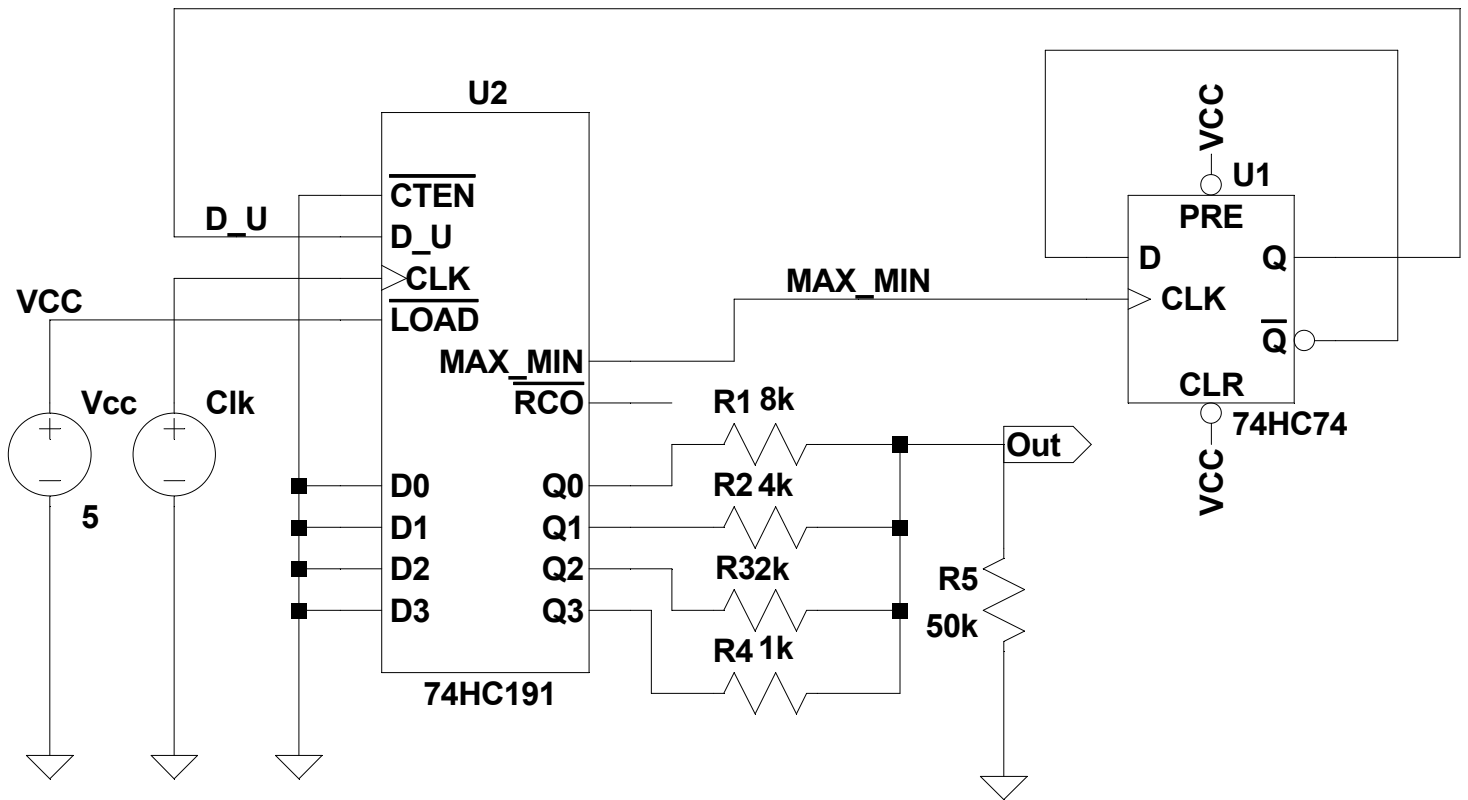 U2
VCC
U1
CTEN
PRE
D_U
D_U
D
Q
CLK
MAX_MIN
CLK
VCC
LOAD
Q
MAX_MIN
CLR
Vcc
Clk
RCO
R1 8k
74HC74
Out
VCC
5
D0
Q0
R2 4k
D1
Q1
D2
Q2
R3 2k
R5
D3
Q3
50k
R4 1k
74HC191